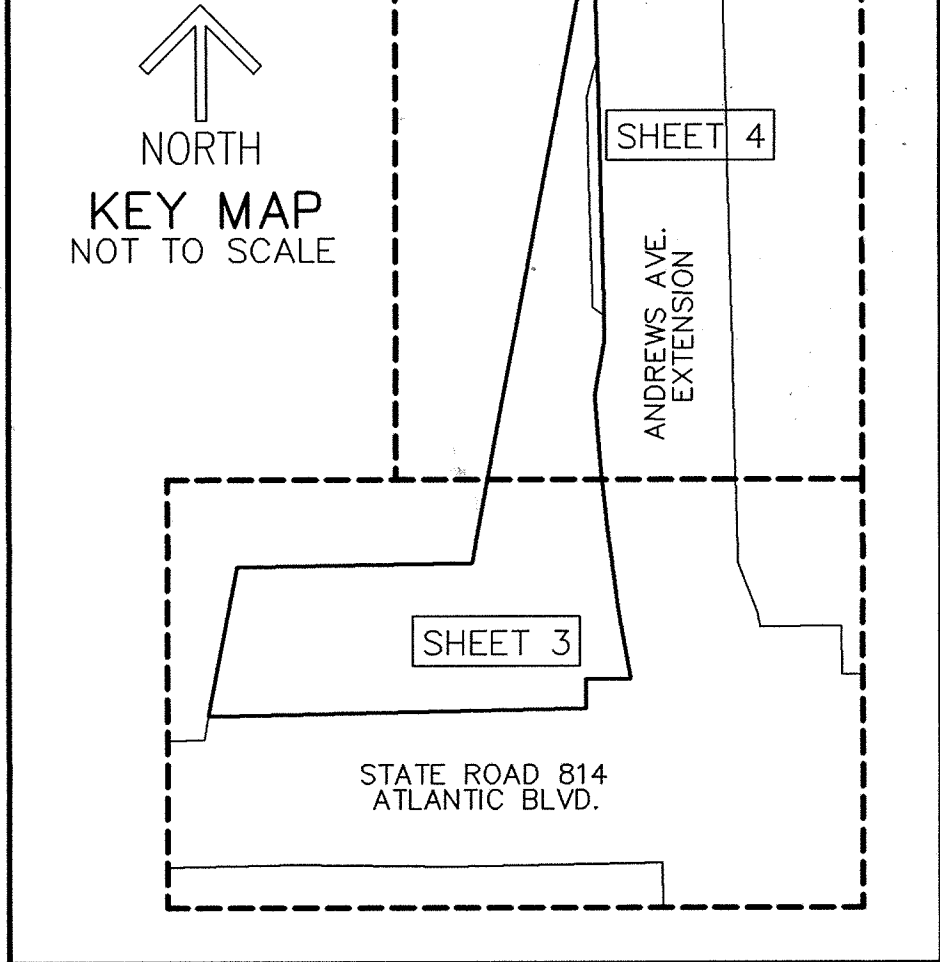 NORTH
KEY MAP
NOT TO SCALE
SHEET 4
ANDREWS AVE.
EXTENSION
SHEET 3
STATE ROAD 814
ATLANTIC BLVD.